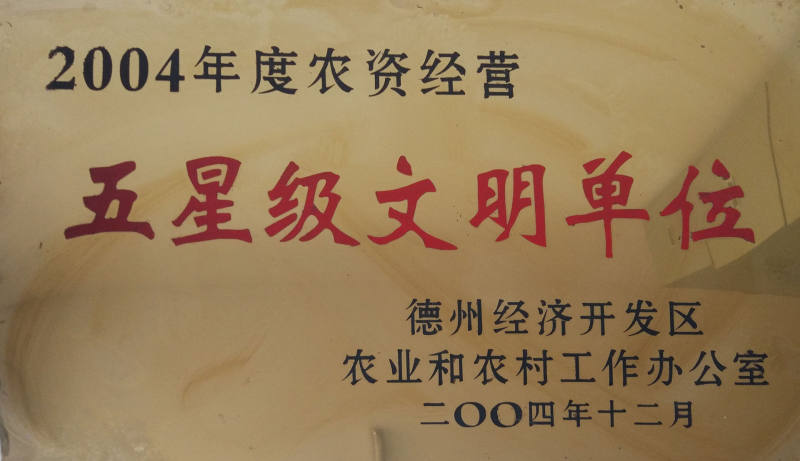 2004年度农资经营
五星级文明单位
德州经济开发区
农业和农村工作办公室
二〇〇四年十二月